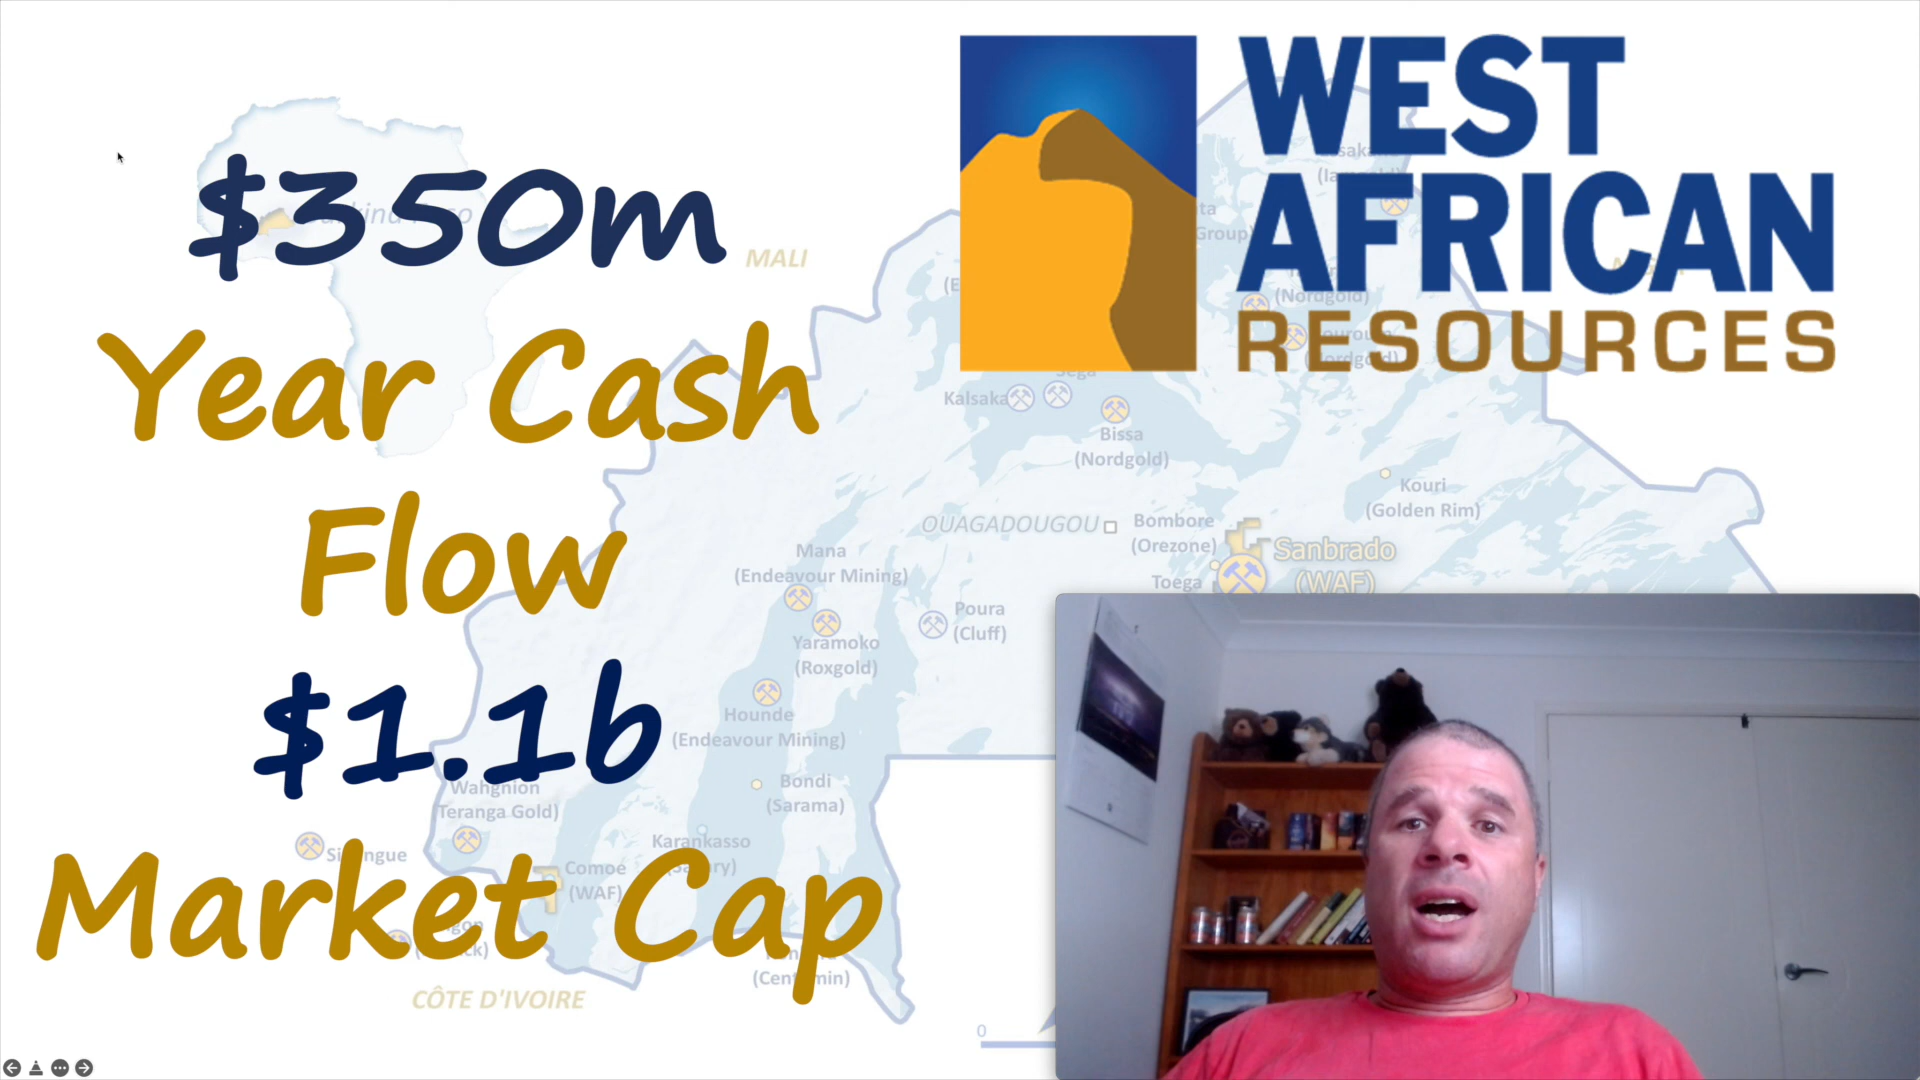 $350m
Year Cash
Flow
$1.1b
Market Cap
WEST
AFRICAN
RESOURCES
MALI
(Nordgold)
Kalsaka
Bissa
(Nordgold)
Kouri
(Golden Rim)
OUAGADOUGOU
Bombore
(Orezone)
Sanbrado
(WAF)
Toega
Mana
(Endeavour Mining)
Poura
(Cluff)
Yaramoko
(Roxgold)
Hounde
(Endeavour Mining)
Bondi
(Sarama)
Wahgnion
Teranga Gold)
Karankasso
Comoe
(WAF)
CÔTE D'IVOIRE
0